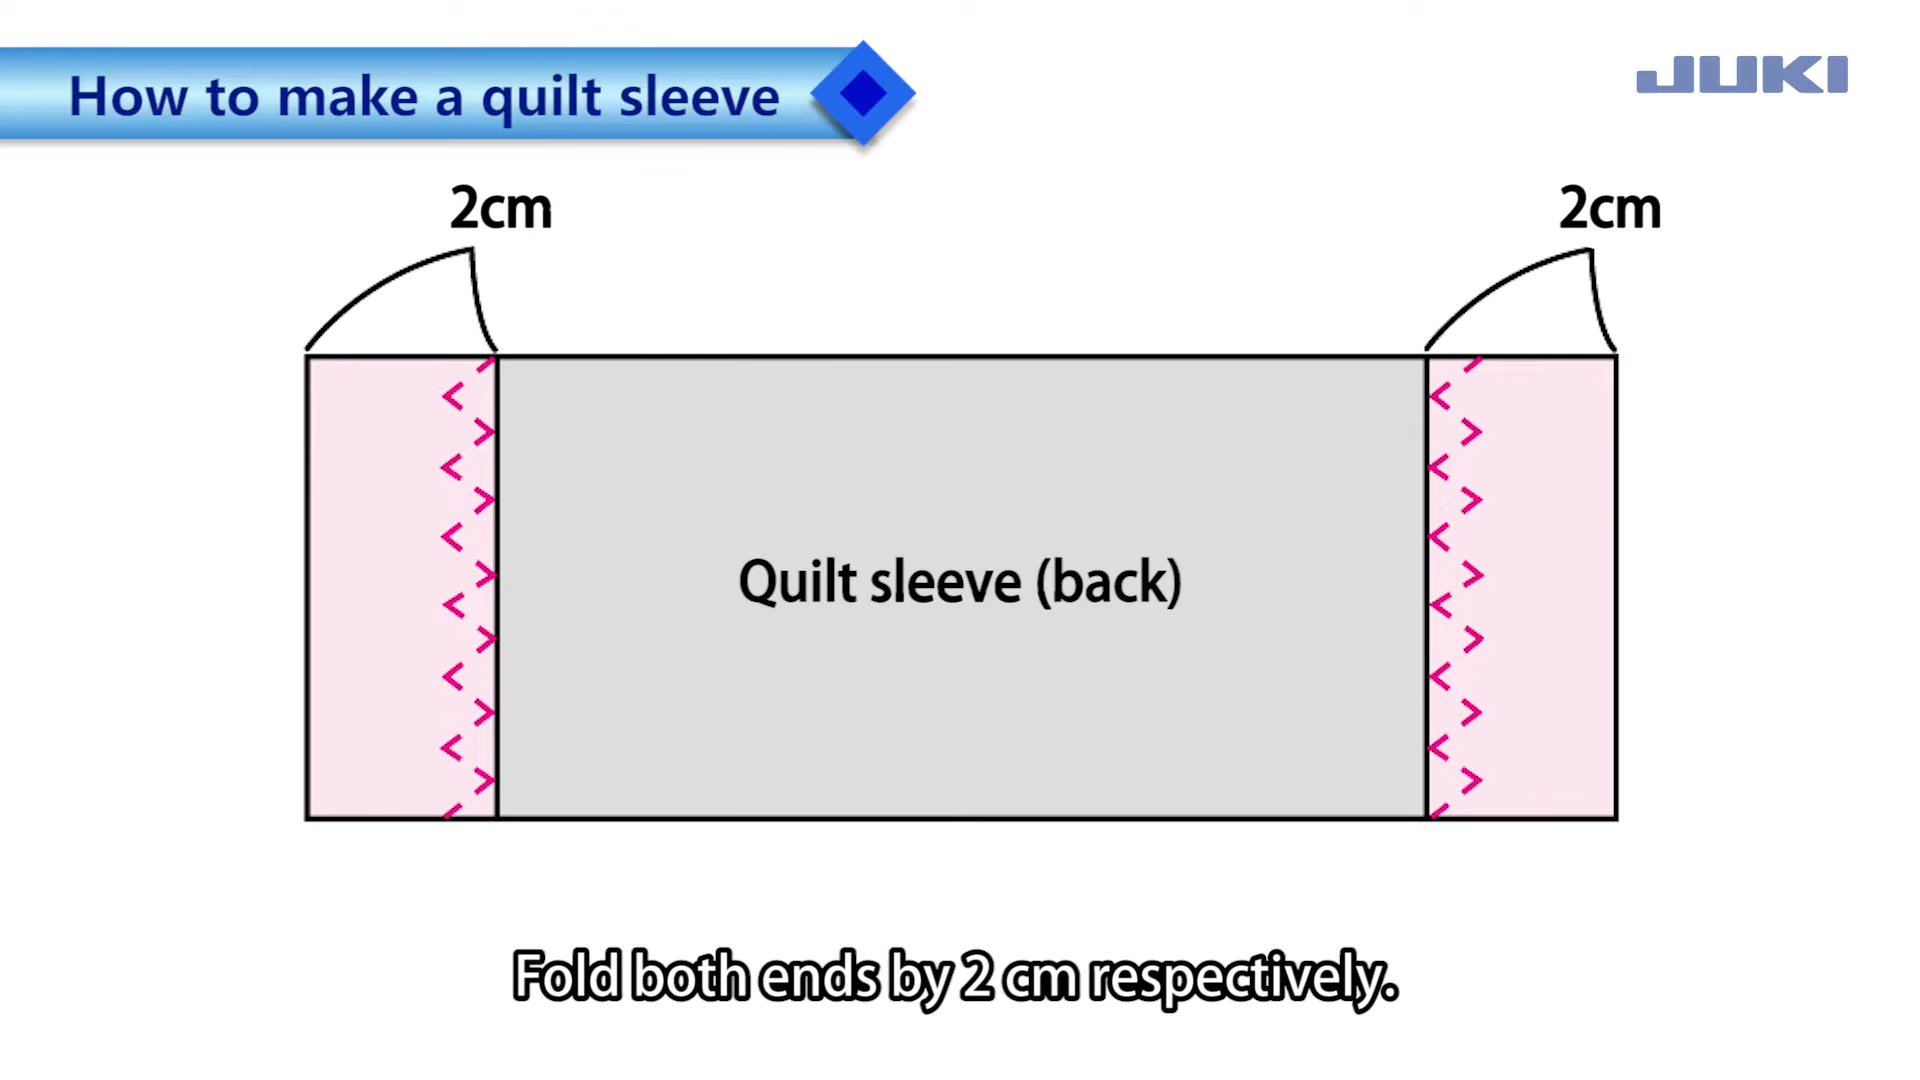 How to make a quilt sleeve
JUKI
2cm
2cm
Quilt sleeve (back)
Fold both ends by 2 cm respectively.